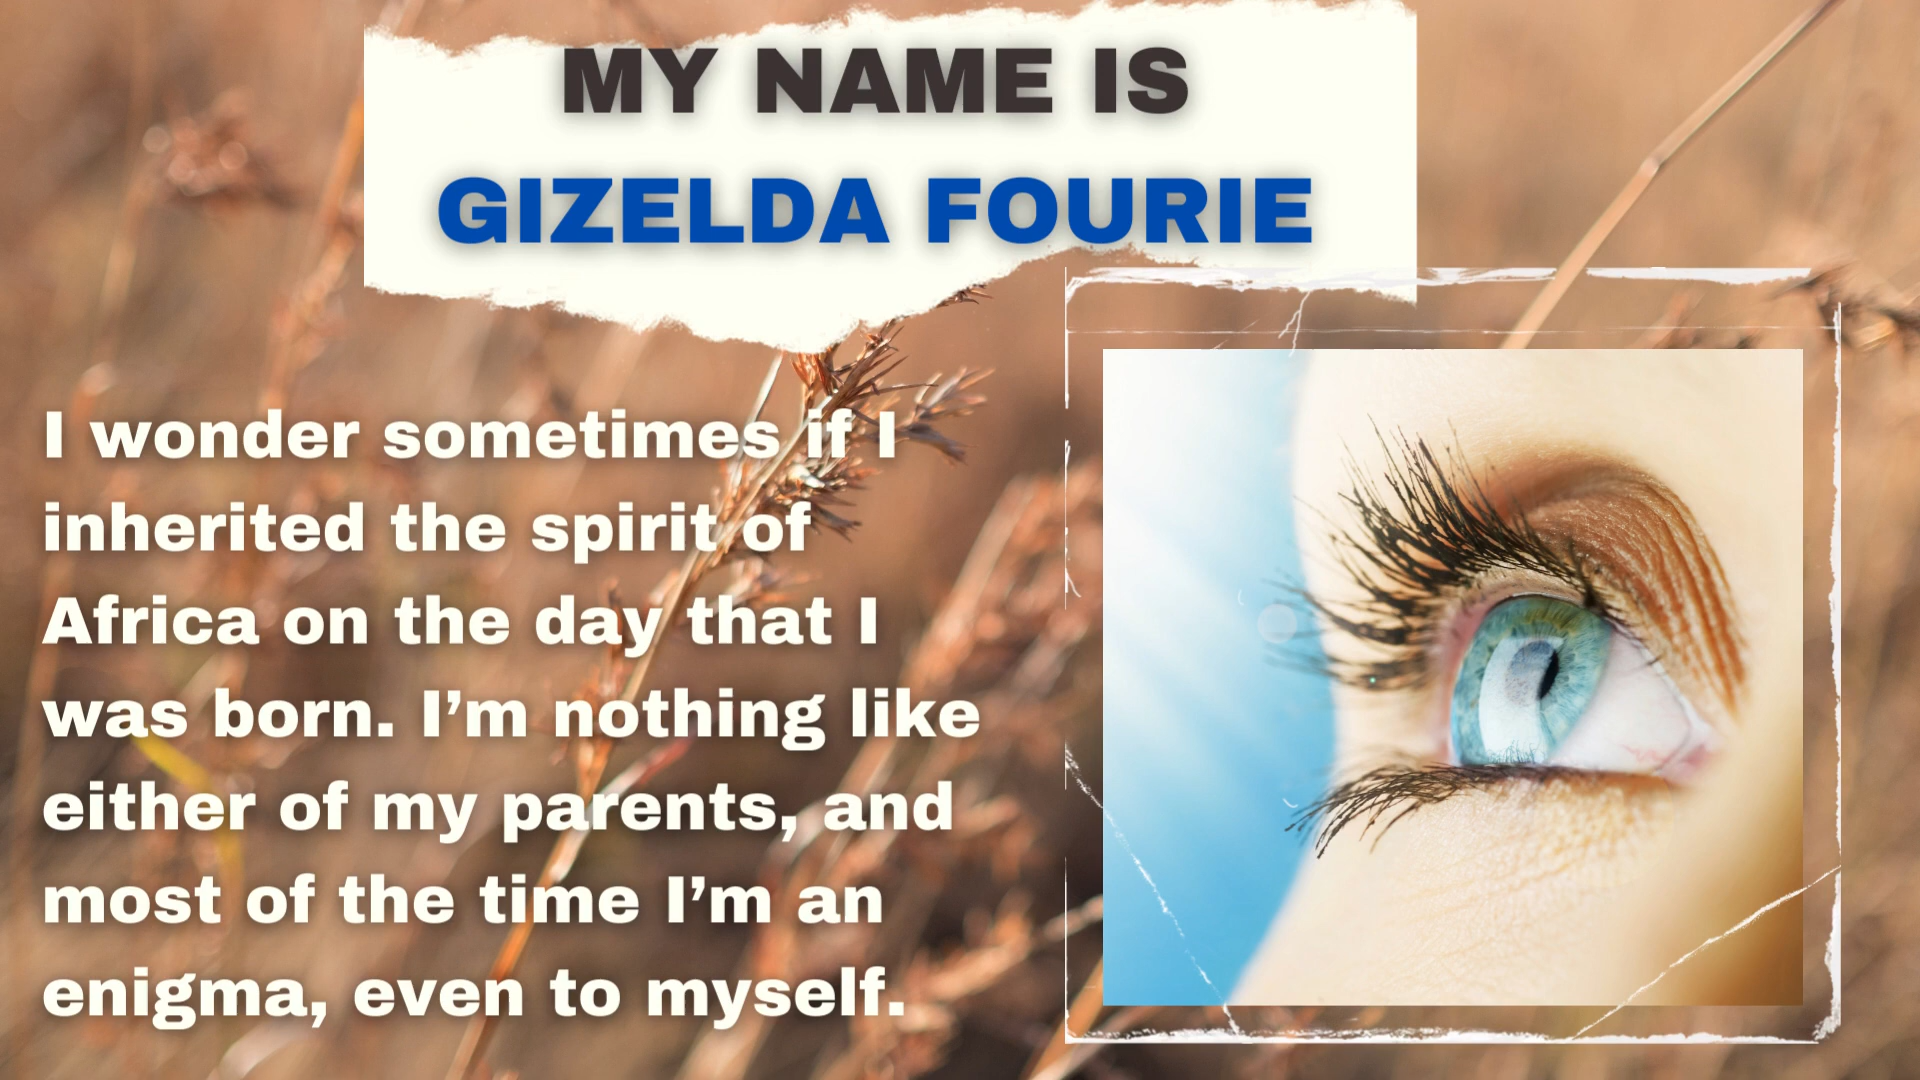 MY NAME IS
GIZELDA FOURIE
I wonder sometimes if I
inherited the spirit of
Africa on the day that I
was born. I’m nothing like
either of my parents, and
most of the time I’m an
enigma, even to myself.